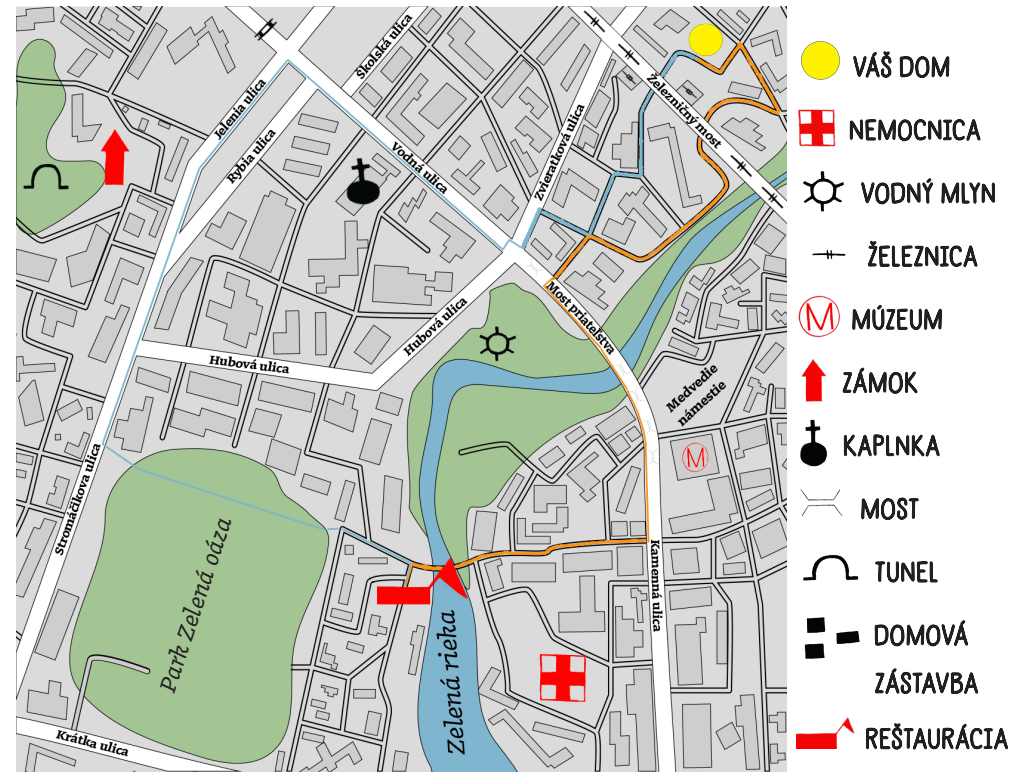 Školská ulica
Jelenia ulica
Rybia ulica
Vodná ulica
Zvieratková ulica
Železničný most
Hubová ulica
Hubová ulica
Most priateľstva
Medvedie
námestie
M
Stromáčikova ulica
Park Zelená oáza
Zelená rieka
Kamenná ulica
Krátka ulica
VÁŠ DOM
NEMOCNICA
VODNÝ MLYN
ŽELEZNICA
M MÚZEUM
ZÁMOK
KAPLNKA
MOST
TUNEL
DOMOVÁ
ZÁSTAVBA
REŠTAURÁCIA